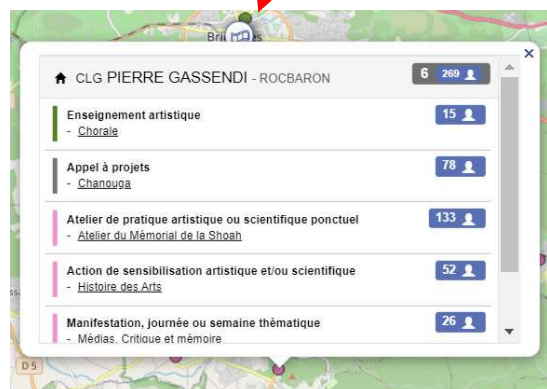 CLG PIERRE GASSENDI - ROCBARON 6 269
Enseignement artistique 15
- Chorale
Appel à projets 78
- Chanouga
Atelier de pratique artistique ou scientifique ponctuel 133
- Atelier du Mémorial de la Shoah
Action de sensibilisation artistique et/ou scientifique 52
- Histoire des Arts
Manifestation, journée ou semaine thématique 26
- Médias, Critique et mémoire
D 5